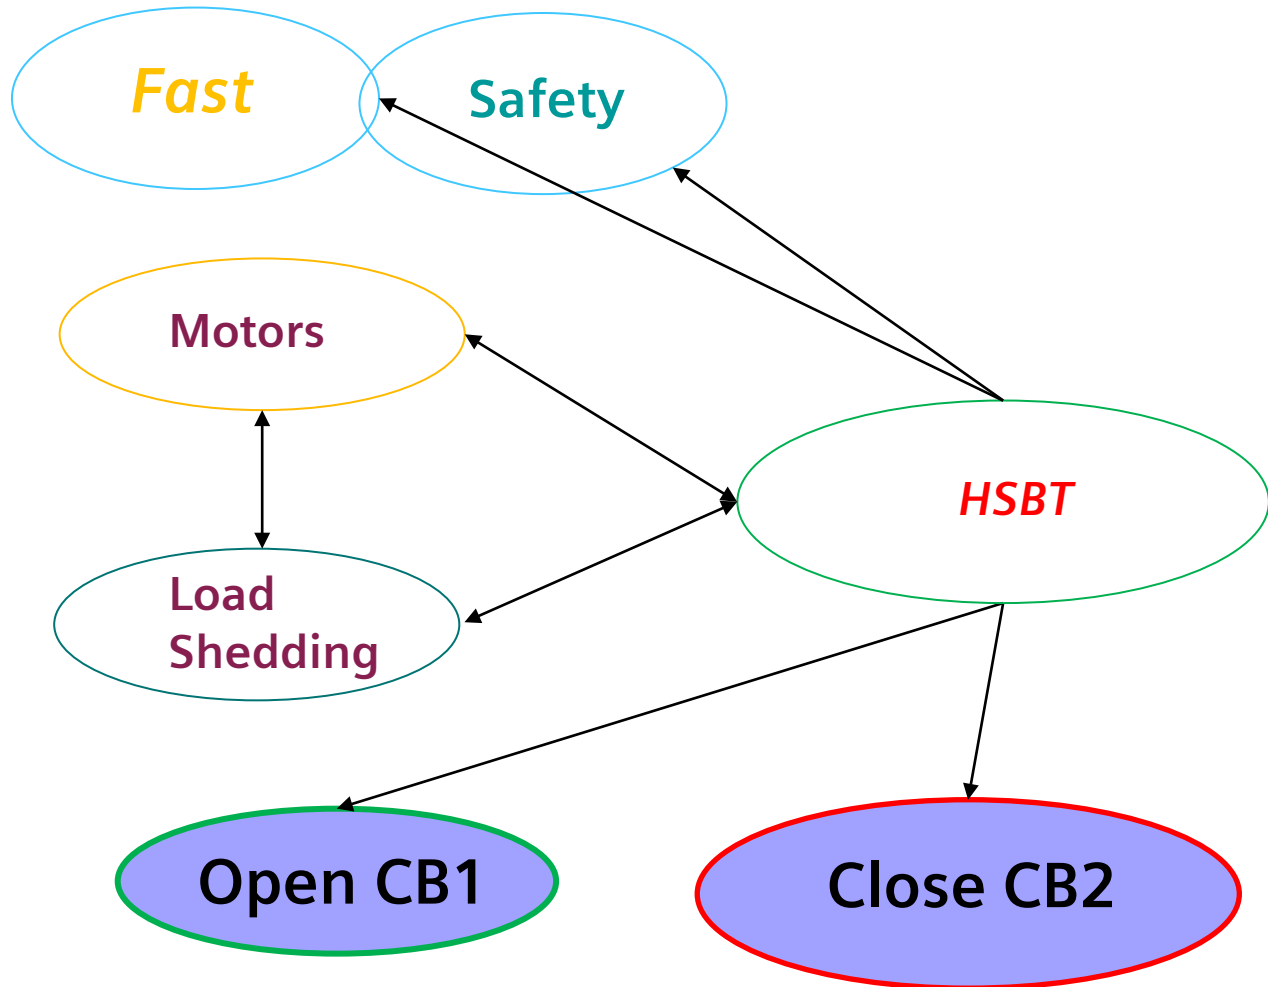 Fast
Safety
Motors
HSBT
Load
Shedding
Open CB1
Close CB2